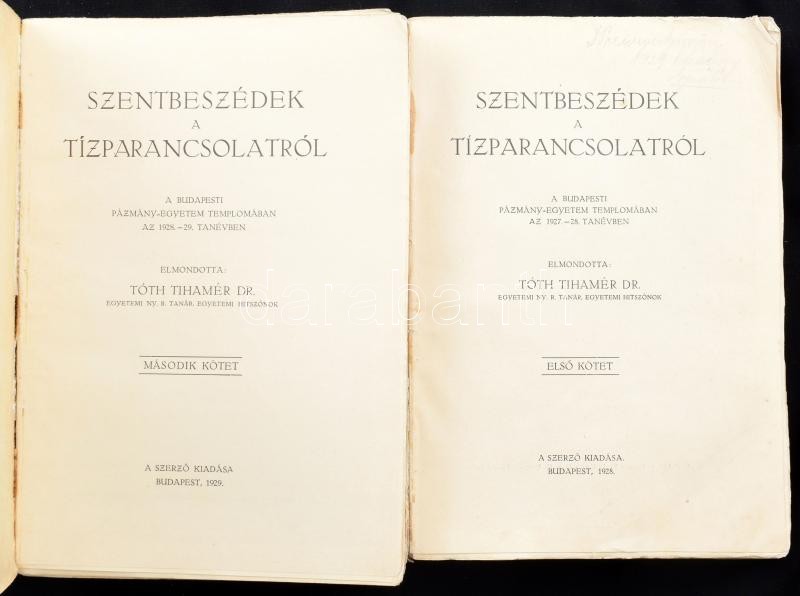 SZENTBESZÉDEK
A
TÍZPARANCSOLATRÓL
A BUDAPESTI
PÁZMÁNY-EGYETEM TEMPLOMÁBAN
AZ 1928.—29. TANÉVBEN
ELMONDOTTA:
TÓTH TIHAMÉR DR.
EGYETEMI NY. R. TANÁR, EGYETEMI HITSZÓNOK
MÁSODIK KÖTET
A SZERZŐ KIADÁSA
BUDAPEST, 1929.
SZENTBESZÉDEK
A
TÍZPARANCSOLATRÓL
A BUDAPESTI
PÁZMÁNY-EGYETEM TEMPLOMÁBAN
AZ 1927.—28. TANÉVBEN
ELMONDOTTA:
TÓTH TIHAMÉR DR.
EGYETEMI NY. R. TANÁR, EGYETEMI HITSZÓNOK
ELSŐ KÖTET
A SZERZŐ KIADÁSA.
BUDAPEST, 1928.
darabanth